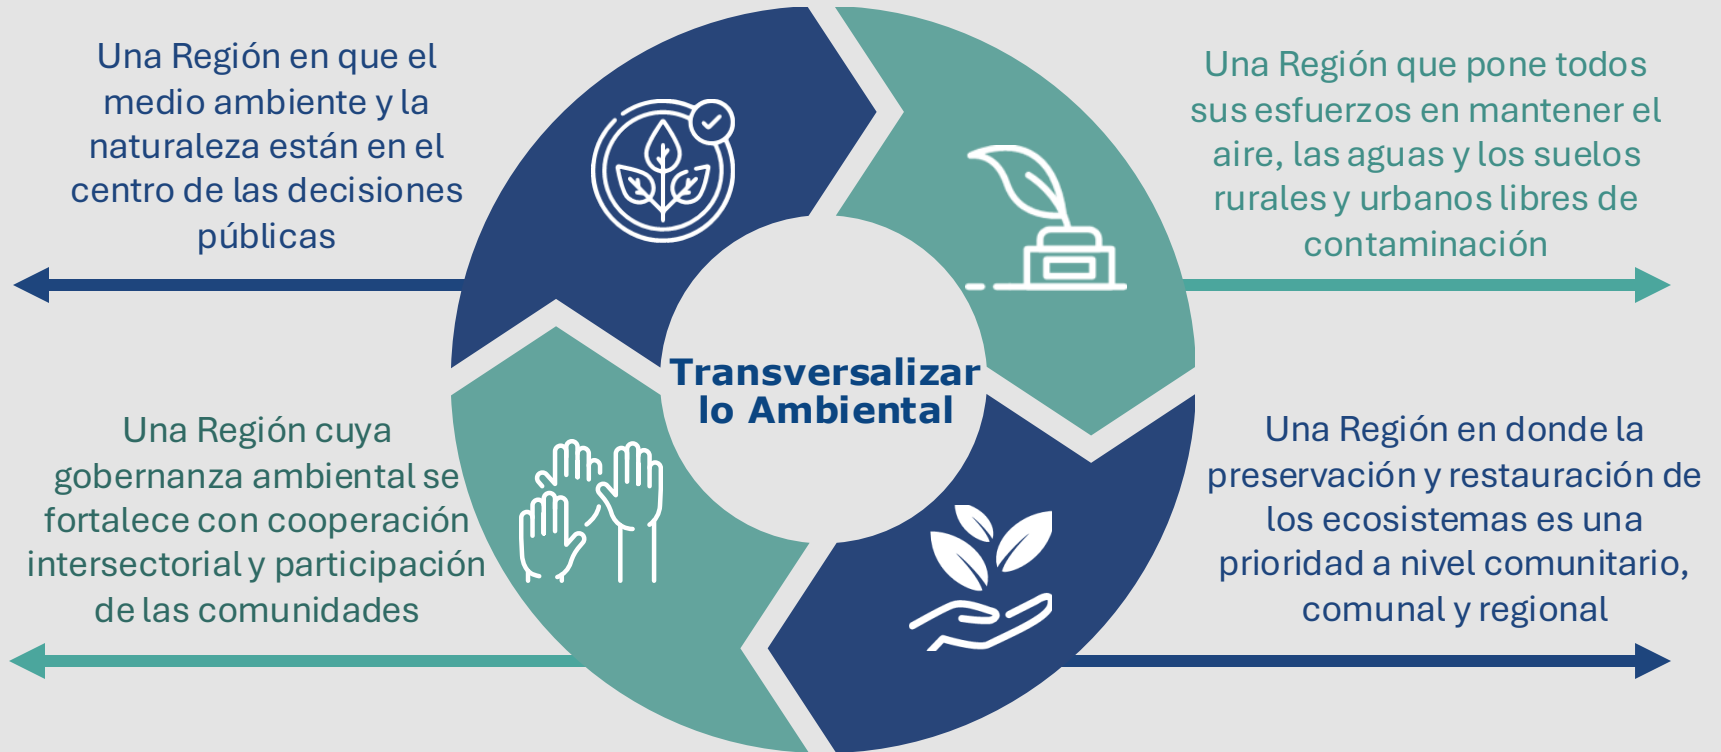 Una Región en que el
medio ambiente y la
naturaleza están en el
centro de las decisiones
públicas
Una Región que pone todos
sus esfuerzos en mantener el
aire, las aguas y los suelos
rurales y urbanos libres de
contaminación
Transversalizar
lo Ambiental
Una Región cuya
gobernanza ambiental se
fortalece con cooperación
intersectorial y participación
de las comunidades
Una Región en donde la
preservación y restauración de
los ecosistemas es una
prioridad a nivel comunitario,
comunal y regional